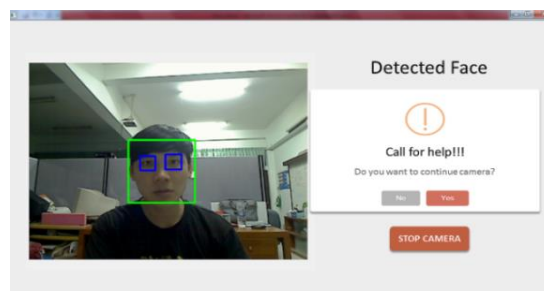 Detected Face
Call for help!!!
Do you want to continue camera?
No
Yes
STOP CAMERA